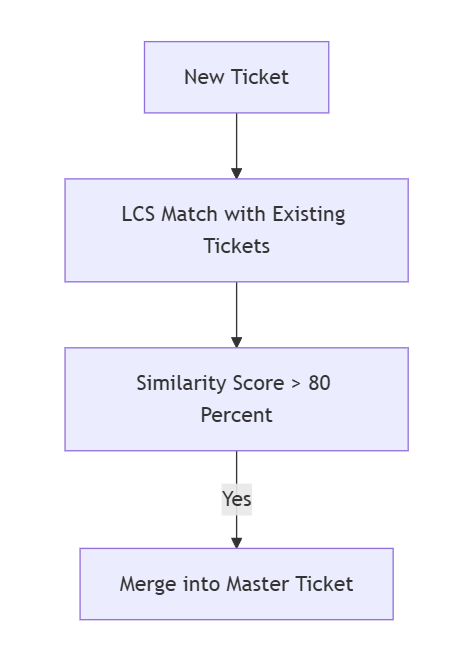 New Ticket
LCS Match with Existing
Tickets
Similarity Score > 80
Percent
Yes
Merge into Master Ticket